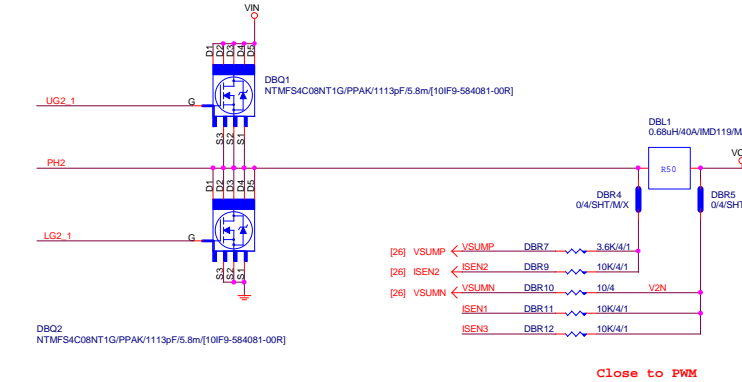 VIN
D1 D2 D3 D4 D5
DBQ1
NTMFS4C08NT1G/PPAK/1113pF/5.8m/[10IF9-584081-00R]
UG2_1
G
S3 S2 S1
DBL1
0.68uH/40A/IMD119/M
VC
PH2
R50
D1 D2 D3 D4 D5
DBR4
0/4/SHT/M/X
DBR5
0/4/SHT
LG2_1
G
[26] VSUMP VSUMP DBR7 3.6K/4/1
[26] ISEN2 DBR9 10K/4/1
S3 S2 S1
[26] VSUMN VSUMN DBR10 10/4 V2N
ISEN1 DBR11 10K/4/1
ISEN3 DBR12 10K/4/1
DBQ2
NTMFS4C08NT1G/PPAK/1113pF/5.8m/[10IF9-584081-00R]
Close to PWM